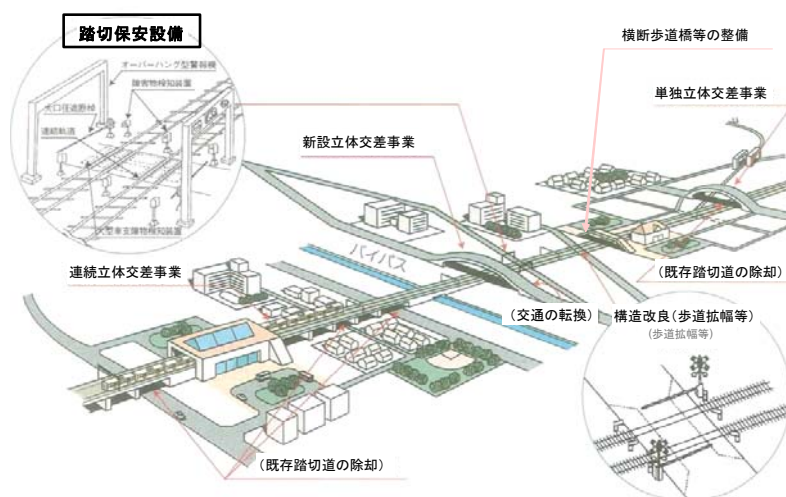 踏切保安設備
オーバーハング型警報機
障害物検知装置
大口径遮断桿
連続軌道
大型車支障物検知装置
横断歩道橋等の整備
単独立体交差事業
新設立体交差事業
バイパス
連続立体交差事業
(既存踏切道の除却)
(交通の転換)
構造改良(歩道拡幅等)
(歩道拡幅等)
(既存踏切道の除却)